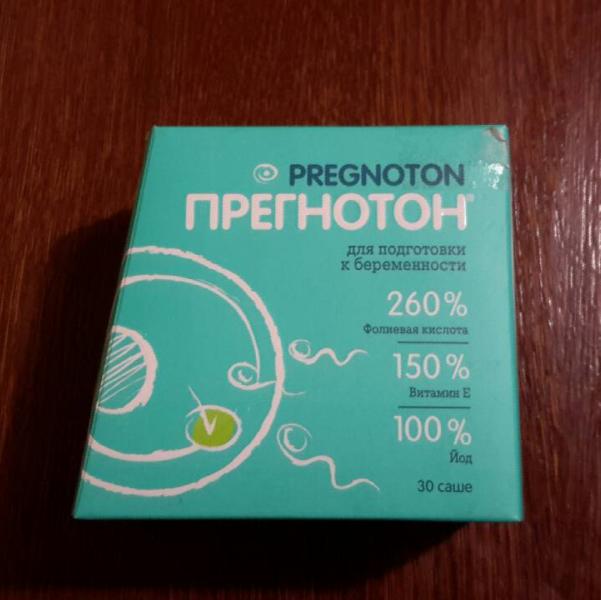 PREGNOTON
ПРЕГНОТОН®
для подготовки
к беременности
260%
Фолиевая кислота
150%
Витамин Е
100%
Йод
30 саше